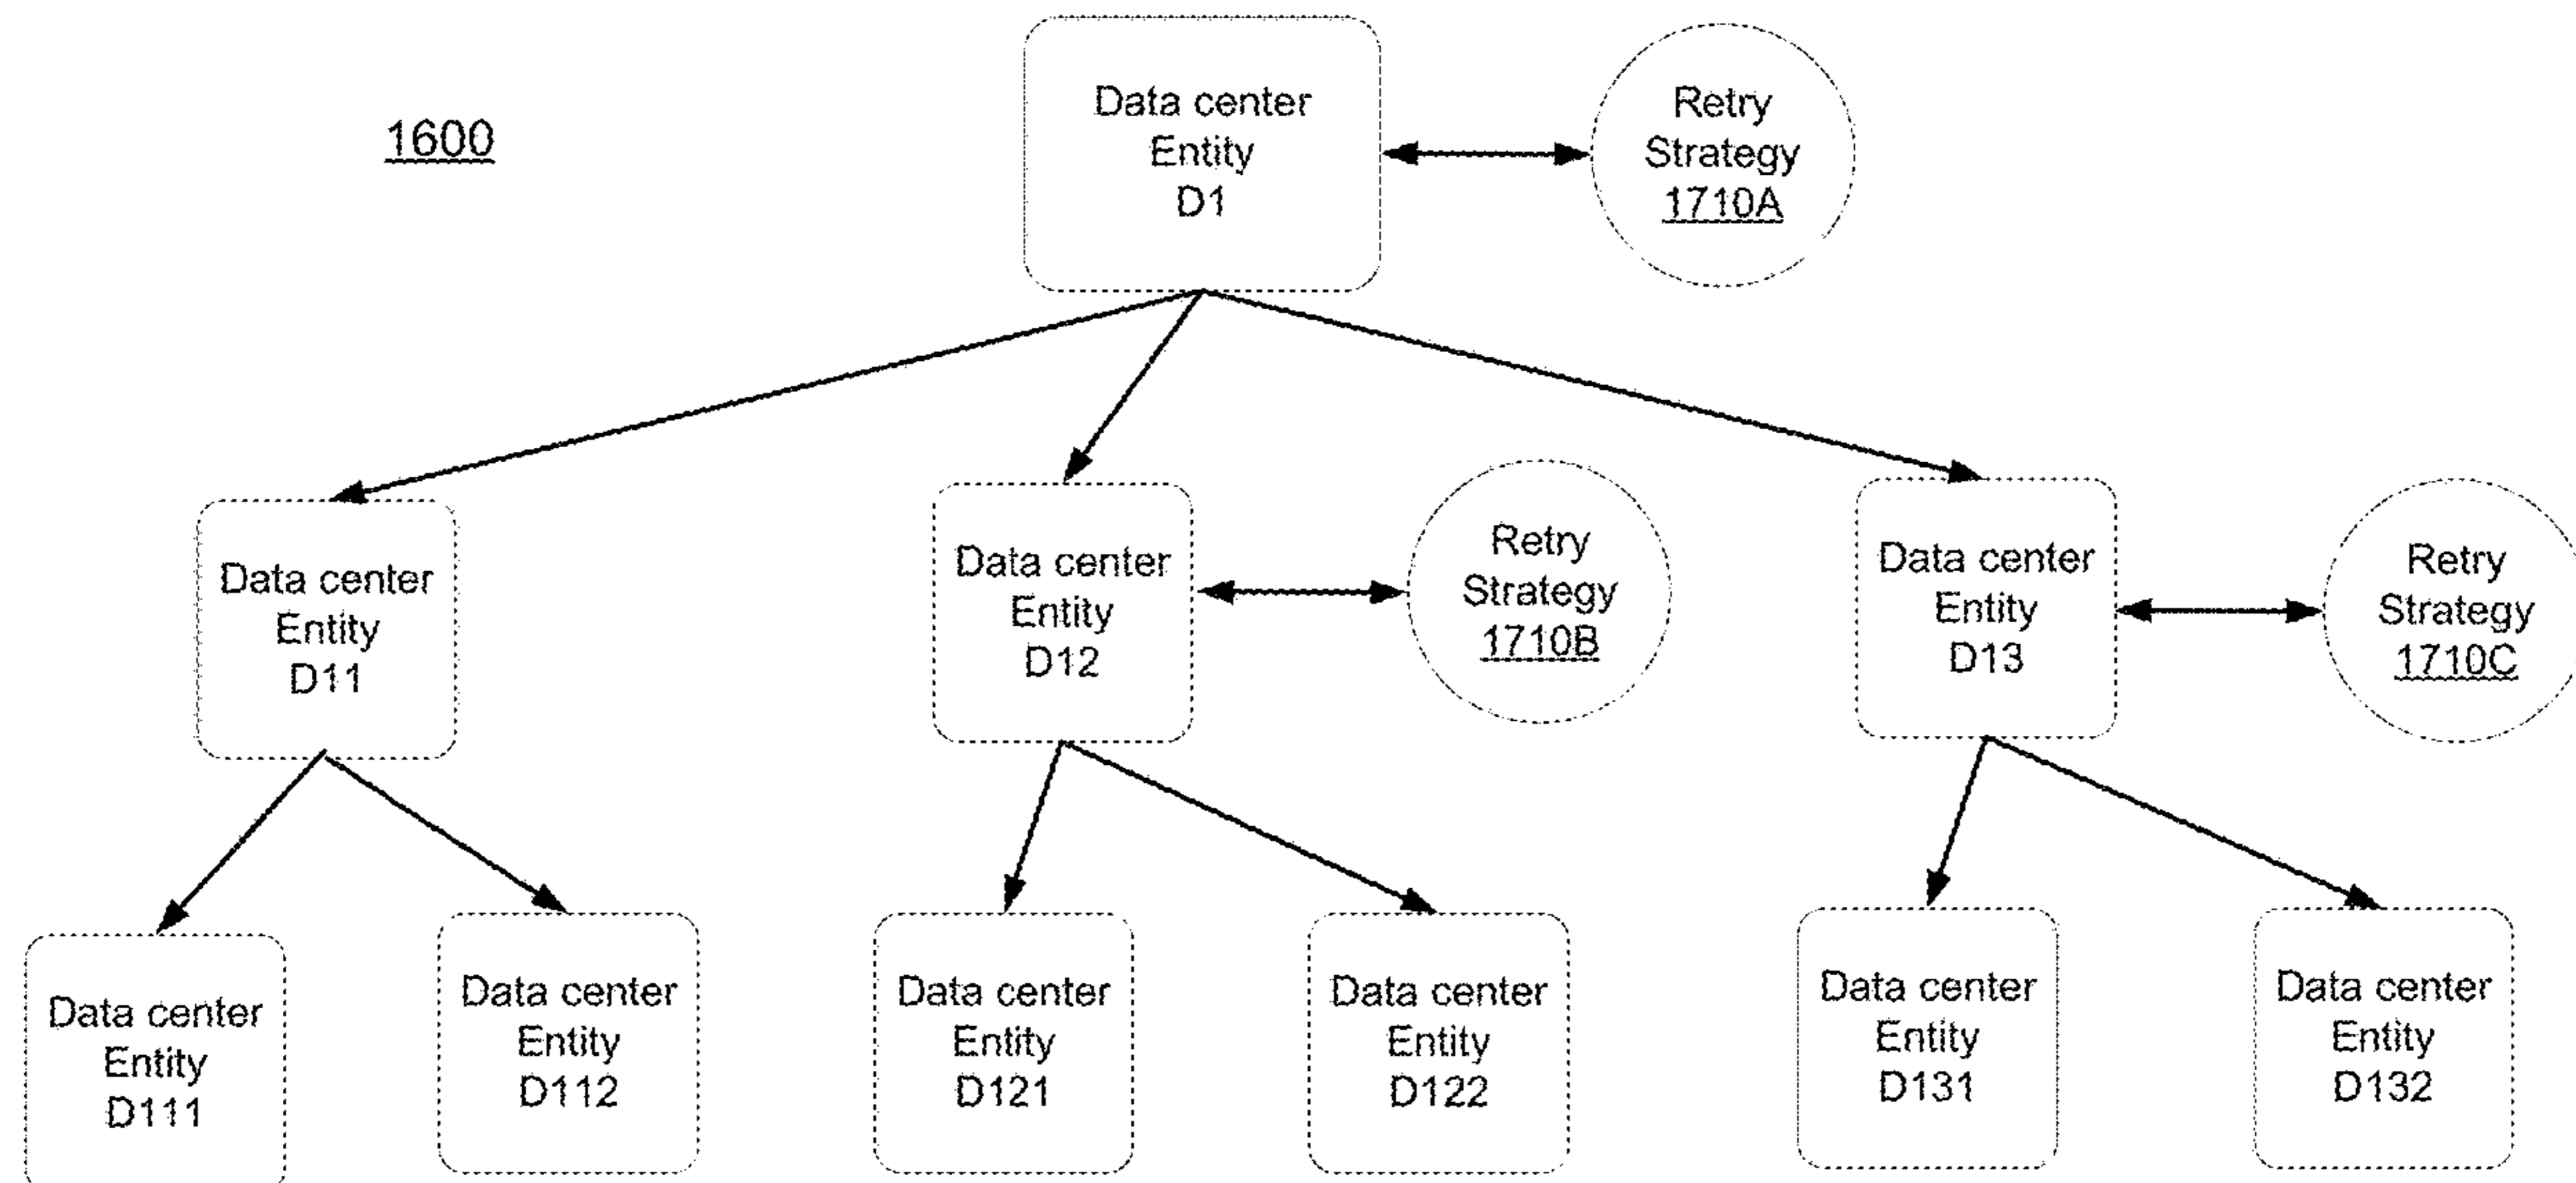 1600
Data center
Entity
D1
Retry
Strategy
1710A
Data center
Entity
D11
Data center
Entity
D12
Retry
Strategy
1710B
Data center
Entity
D13
Retry
Strategy
1710C
Data center
Entity
D111
Data center
Entity
D112
Data center
Entity
D121
Data center
Entity
D122
Data center
Entity
D131
Data center
Entity
D132